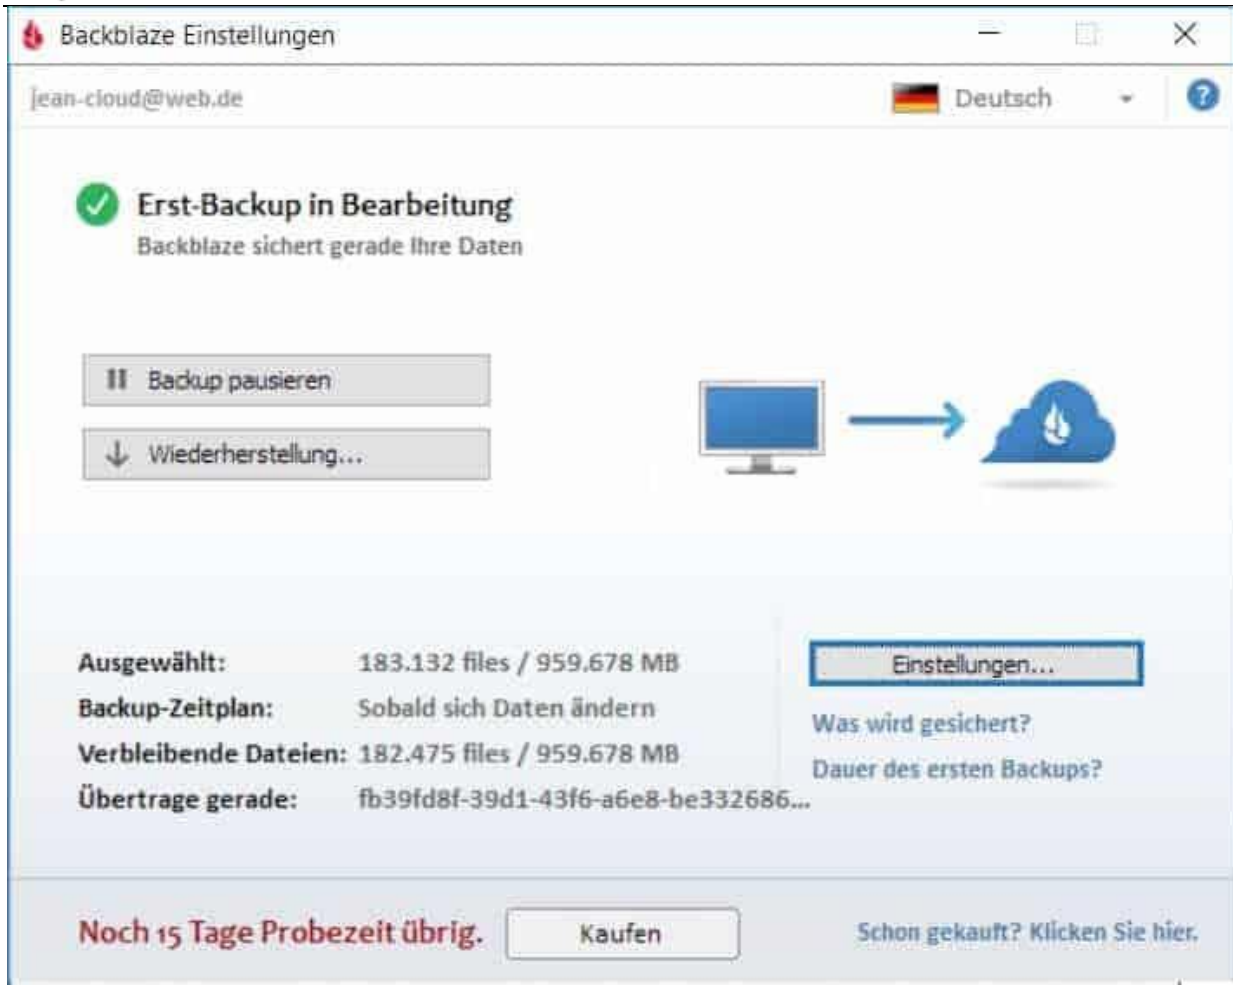 Backblaze Einstellungen
jean-cloud@web.de
Deutsch
?
Erst-Backup in Bearbeitung
Backblaze sichert gerade Ihre Daten
Backup pausieren
Wiederherstellung...
Ausgewählt: 183.132 files / 959.678 MB
Backup-Zeitplan: Sobald sich Daten ändern
Verbleibende Dateien: 182.475 files / 959.678 MB
Übertrage gerade: fb39fd8f-39d1-43f6-a6e8-be332686...
Einstellungen...
Was wird gesichert?
Dauer des ersten Backups?
Noch 15 Tage Probezeit übrig.
Kaufen
Schon gekauft? Klicken Sie hier.